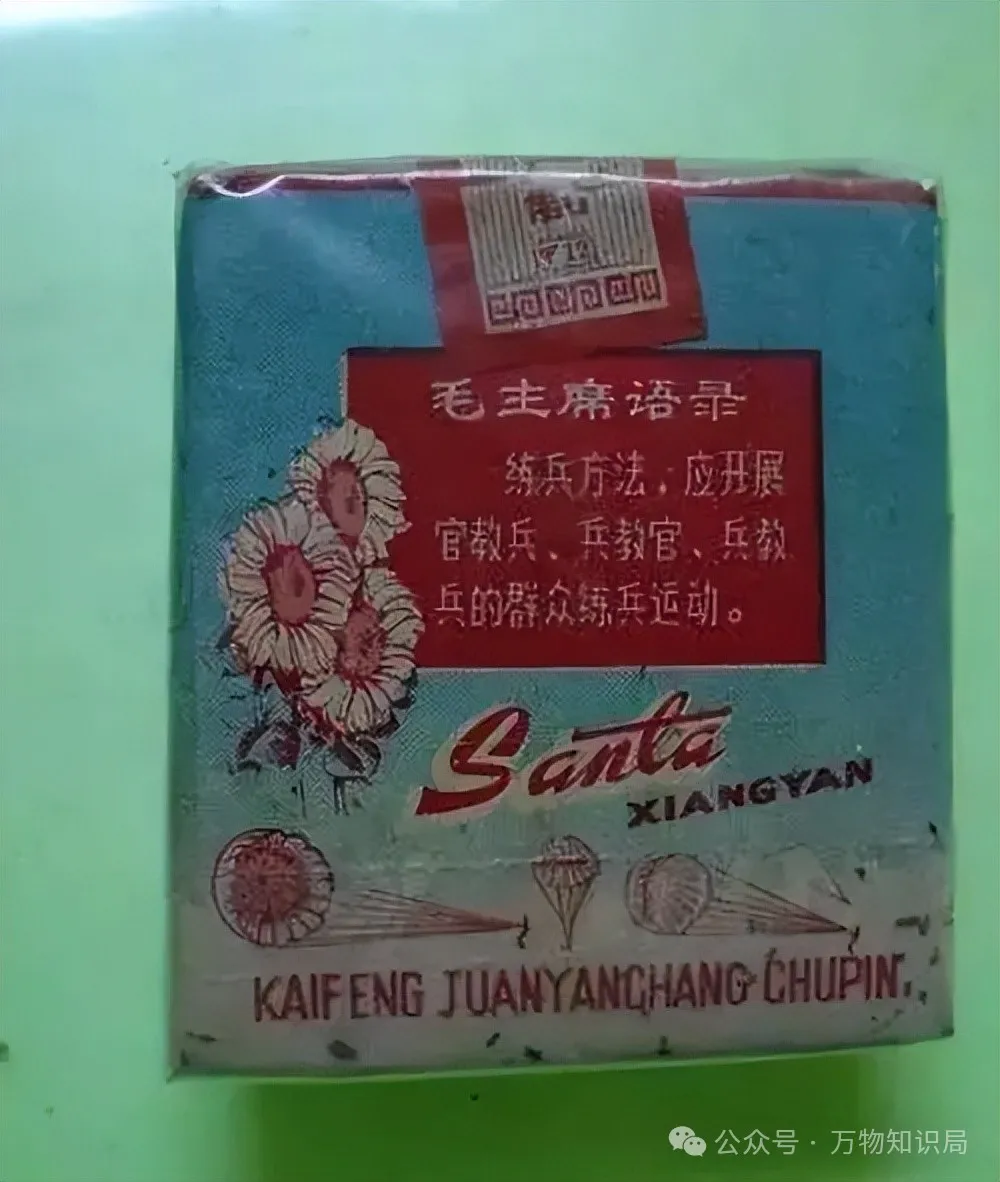 毛主席语录
练兵方法，应开展
官教兵、兵教官、兵教
兵的群众练兵运动。
Santa
XIANGYAN
KAIFENG JUANYANCHANG CHUPIN
公众号 · 万物知识局